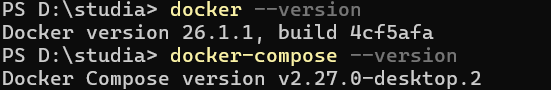 PS D:\studia> docker --version
Docker version 26.1.1, build 4cf5afa
PS D:\studia> docker-compose --version
Docker Compose version v2.27.0-desktop.2